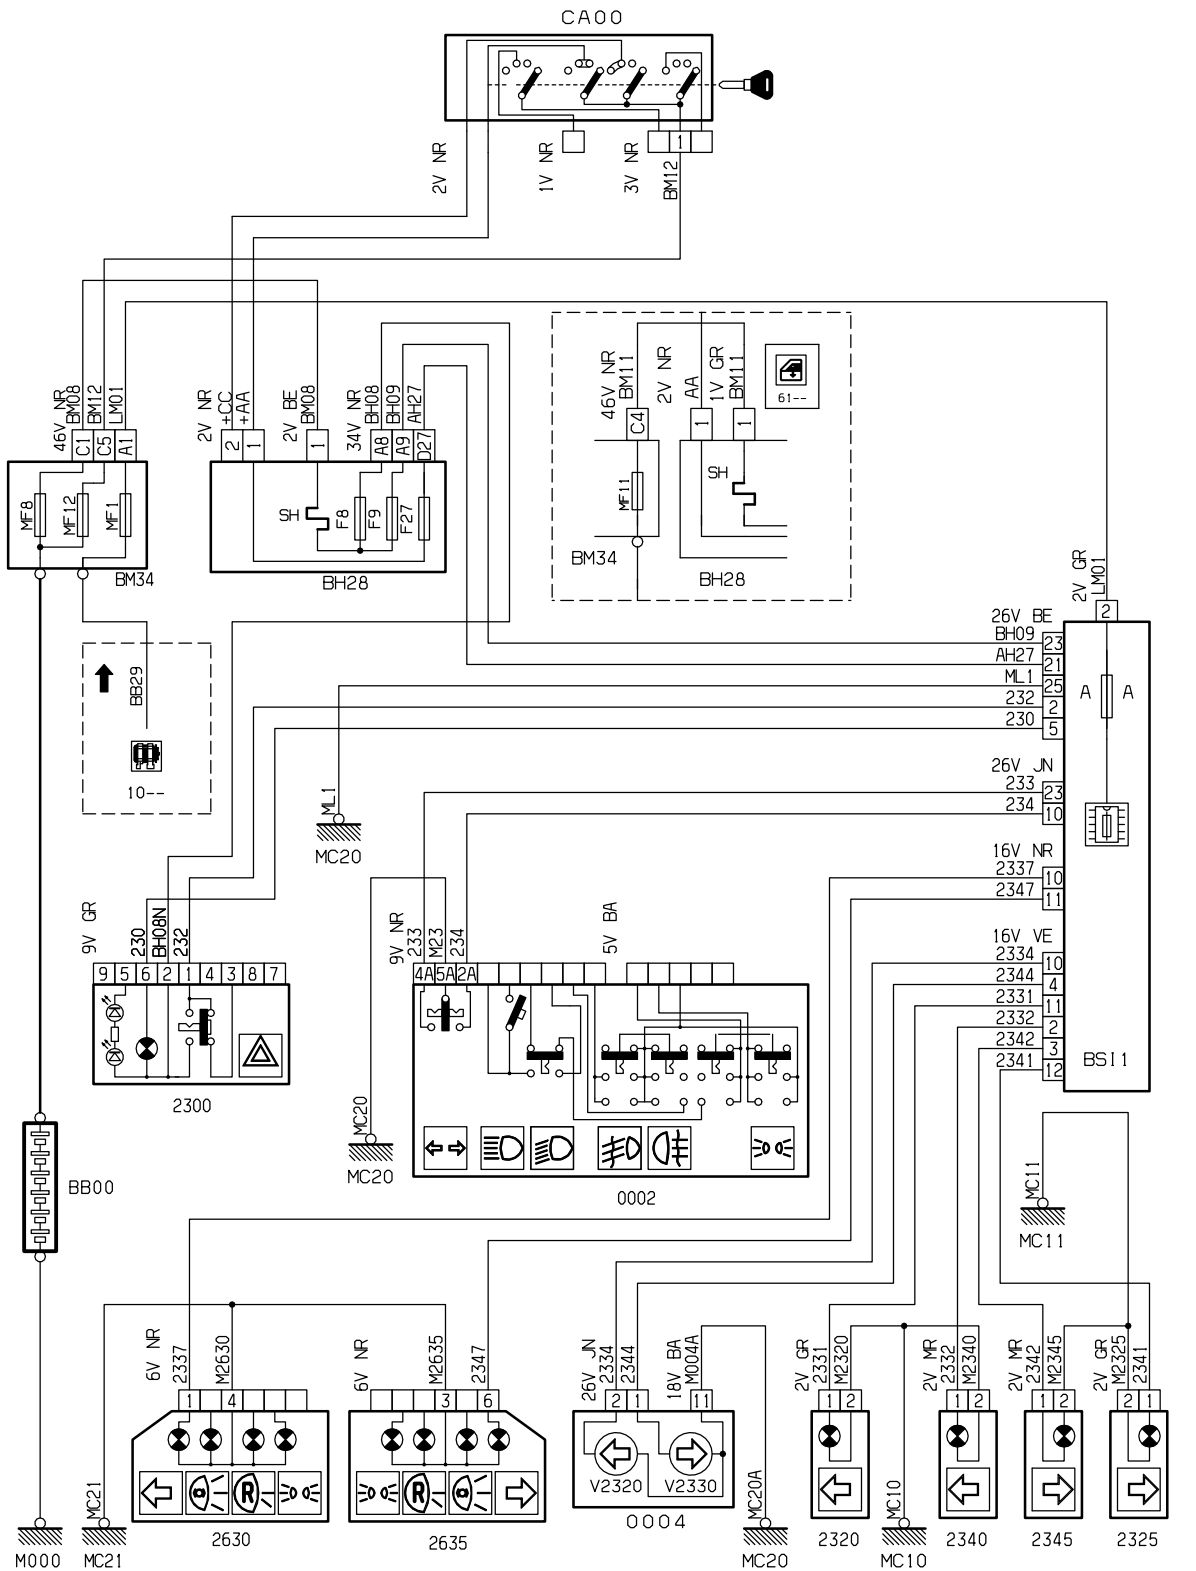 CA00
2V NR
1V NR
3V NR
1
BM12
46V NR
BM08
BM12
LM01
2V NR
+CC
+AA
2V BE
BM08
34V NR
BH08
BH09
AH27
46V NR
BM11
2V NR
AA
1V GR
BM11
61--
C1
C5
A1
2
1
1
A8
A9
D27
C4
1
1
MF8
MF12
MF1
SH
F8
F9
F27
MF11
SH
BM34
BH28
BM34
BH28
2V GR
LM01
2
26V BE
BH09
23
AH27
21
ML1
25
232
2
230
5
A
A
BB29
10--
26V JN
233
23
234
10
ML1
MC20
16V NR
2337
10
2347
11
9V GR
230
BH08N
232
9V NR
233
M23
234
5V BA
16V VE
2334
10
2344
4
2331
11
2332
2
2342
3
2341
12
BSI1
9
5
6
2
1
4
3
8
7
4A
5A
2A
2300
MC20
MC20
0002
BB00
MC11
MC11
6V NR
2337
M2630
6V NR
M2635
2347
26V JN
2334
2344
18V BA
M004A
2V GR
2331
M2320
2V MR
2332
M2340
2V MR
2342
M2345
2V GR
M2325
2341
1
4
3
6
2
1
11
1
2
1
2
1
2
2
1
R
R
V2320
V2330
MC21
MC20A
MC10
M000
MC21
2630
2635
0004
MC20
2320
MC10
2340
2345
2325